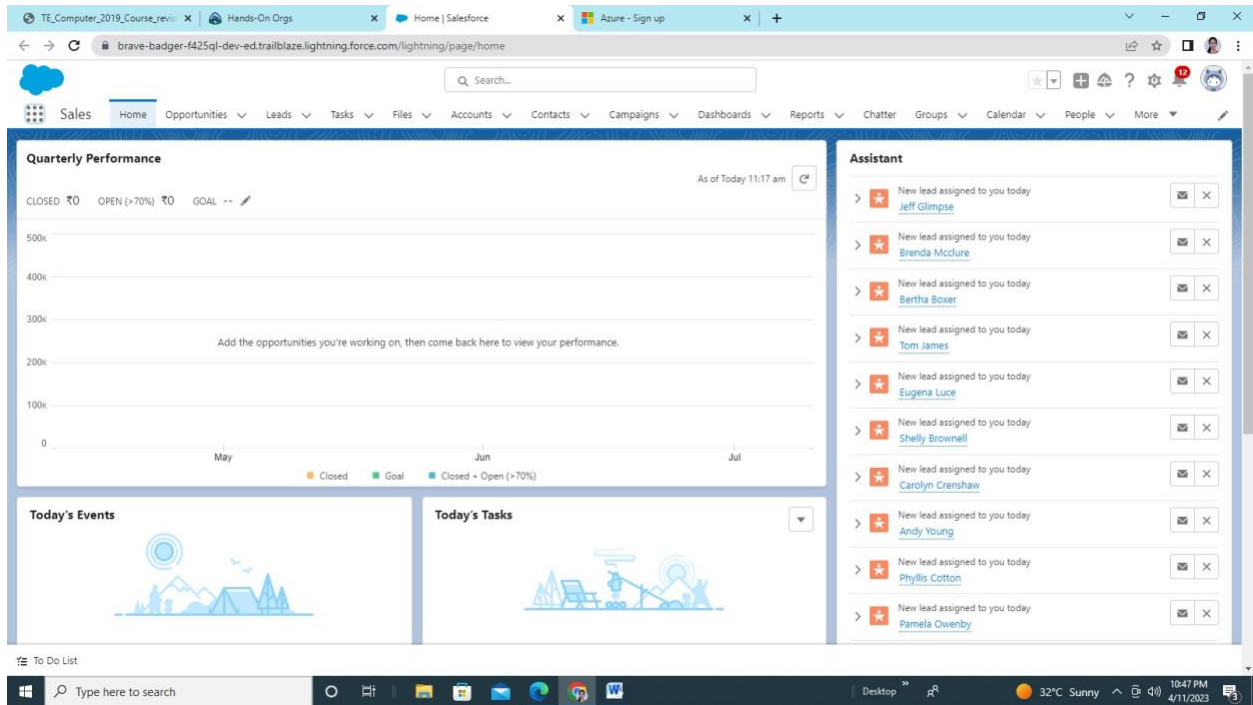 TE_Computer_2019_Course_revis
Hands-On Orgs
Home | Salesforce
Azure - Sign up
brave-badger-f425ql-dev-ed.trailblaze.lightning.force.com/lightning/page/home
Search...
12
Sales
Home
Opportunities
Leads
Tasks
Files
Accounts
Contacts
Campaigns
Dashboards
Reports
Chatter
Groups
Calendar
People
More
Quarterly Performance
As of Today 11:17 am
CLOSED ₹0 OPEN (>70%) ₹0 GOAL --
500K
400K
300K
200K
100K
0
Add the opportunities you're working on, then come back here to view your performance.
May
Jun
Jul
Closed
Goal
Closed + Open (>70%)
Today's Events
Today's Tasks
Assistant
New lead assigned to you today
Jeff Glimpse
New lead assigned to you today
Brenda Mcclure
New lead assigned to you today
Bertha Boxer
New lead assigned to you today
Tom James
New lead assigned to you today
Eugena Luce
New lead assigned to you today
Shelly Brownell
New lead assigned to you today
Carolyn Crenshaw
New lead assigned to you today
Andy Young
New lead assigned to you today
Phyllis Cotton
New lead assigned to you today
Pamela Owenby
To Do List
Type here to search
Desktop
32°C Sunny
10:47 PM
4/11/2023
3